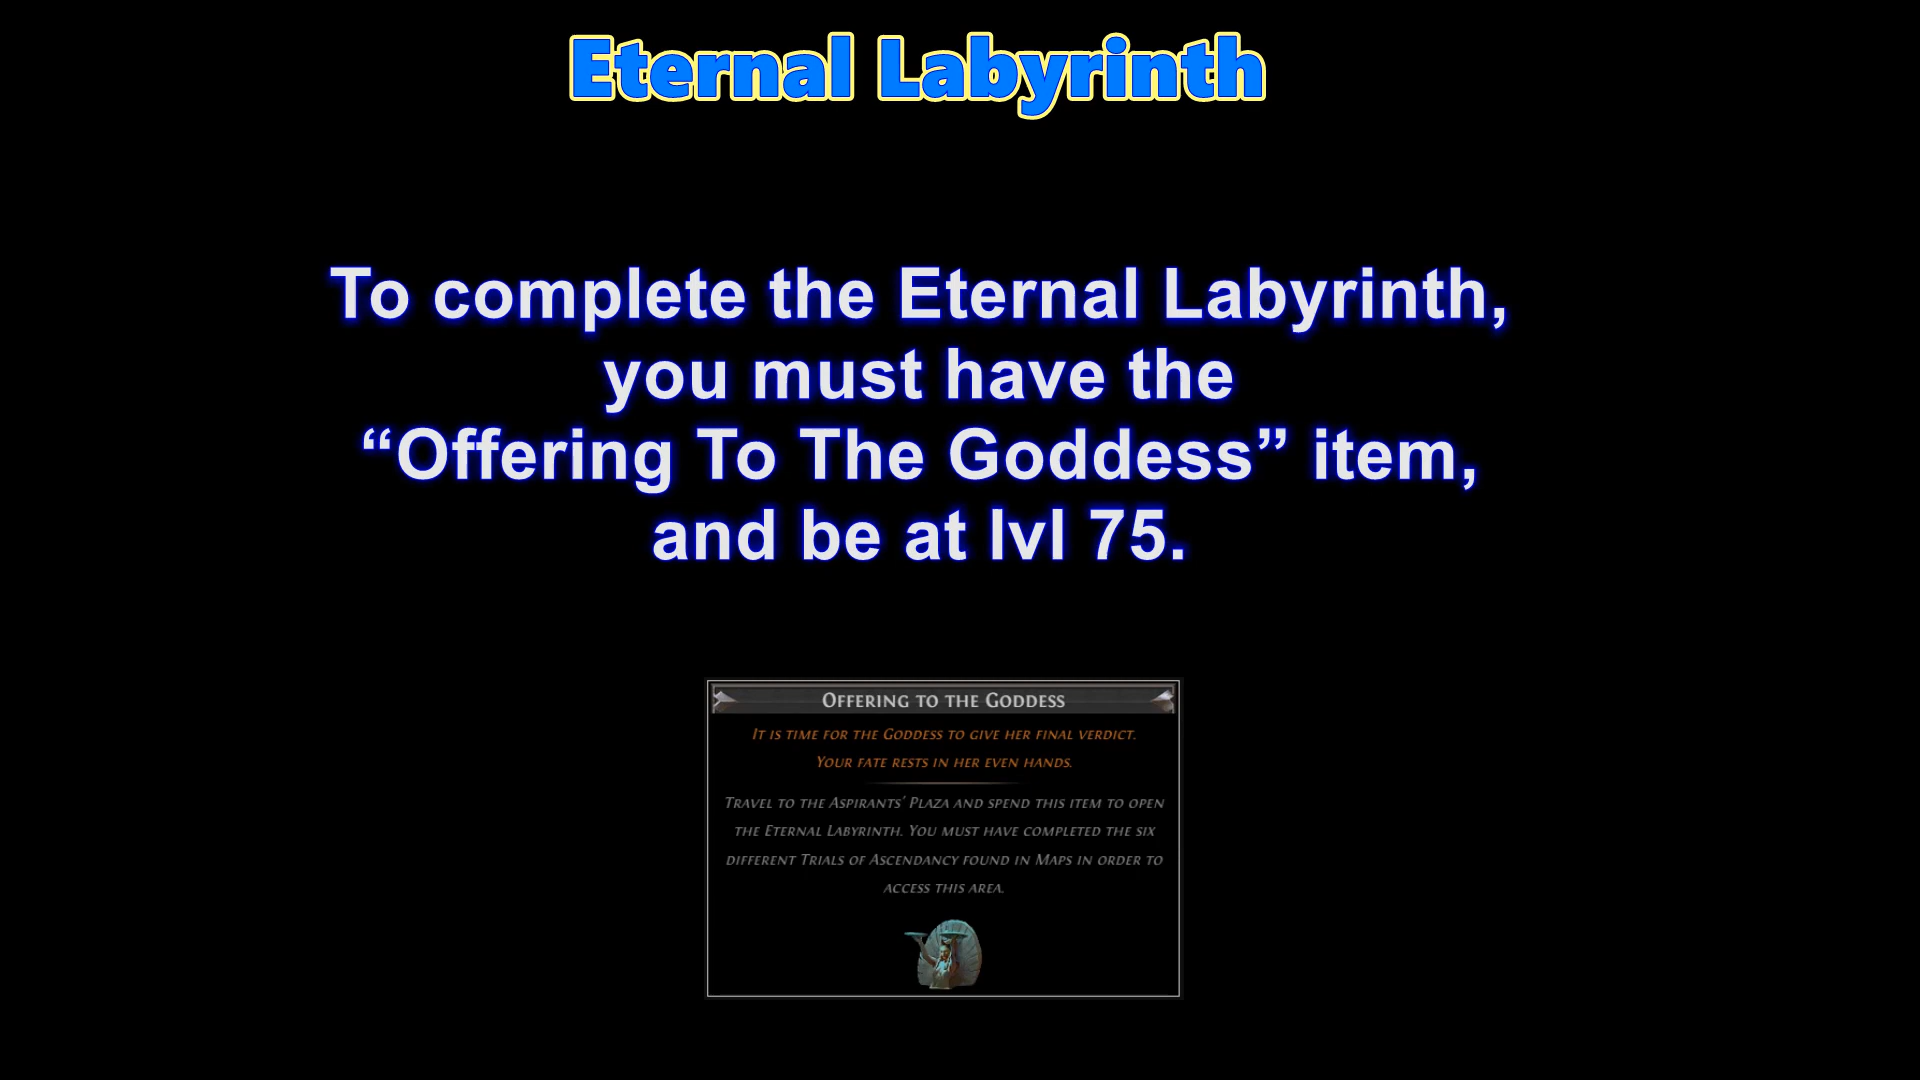 Eternal Labyrinth
To complete the Eternal Labyrinth,
you must have the
“Offering To The Goddess” item,
and be at lvl 75.
Offering to the Goddess
It is time for the Goddess to give her final verdict.
Your fate rests in her even hands.
Travel to the Aspirants' Plaza and spend this item to open
the Eternal Labyrinth. You must have completed the six
different Trials of Ascendancy found in Maps in order to
access this area.